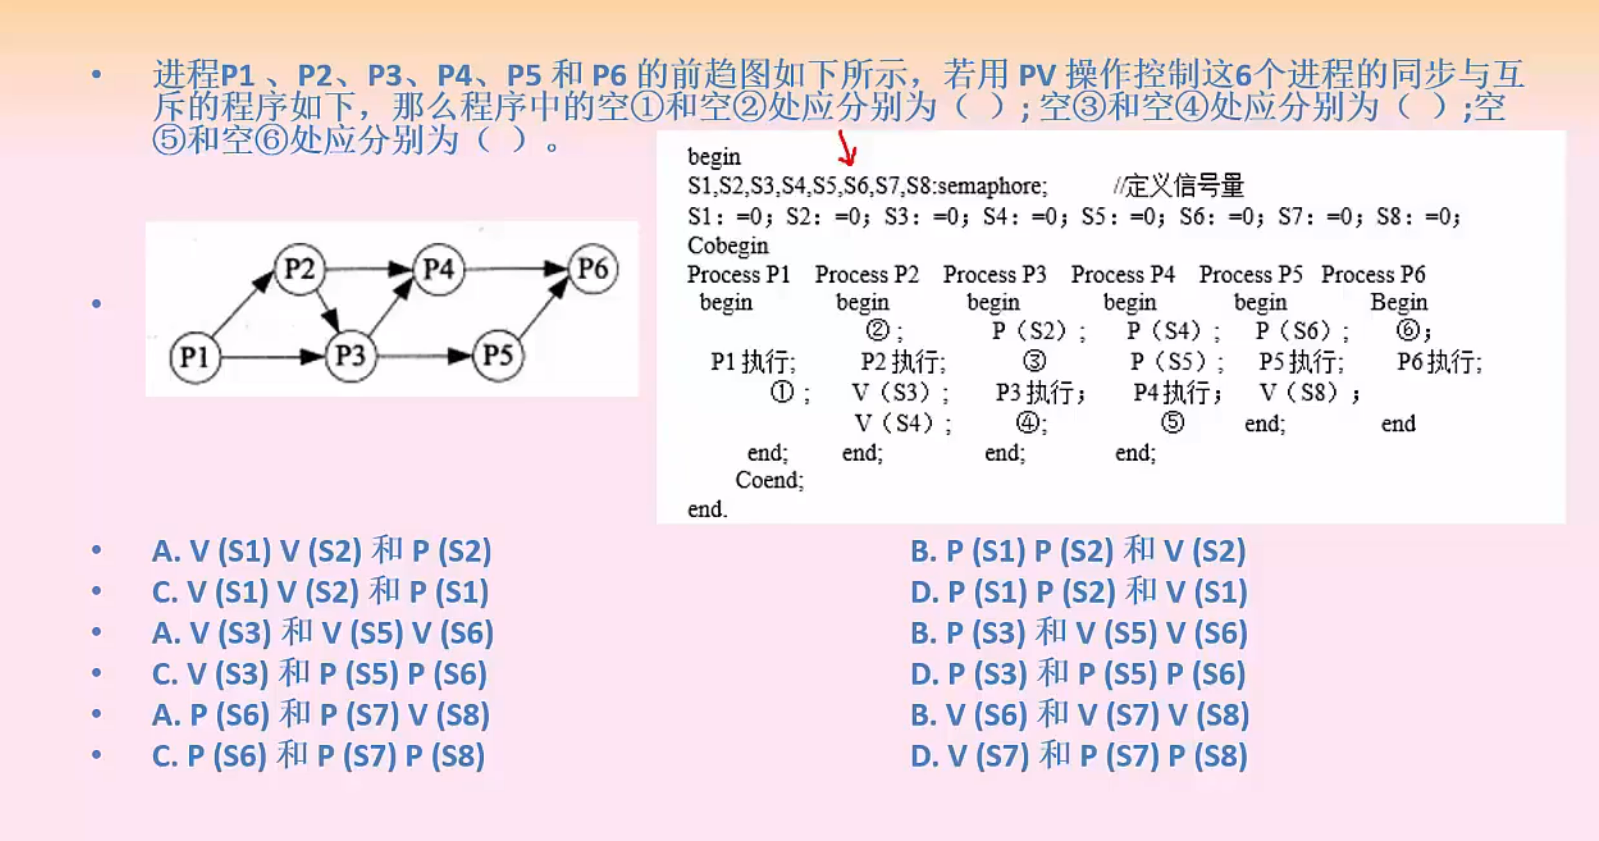 • 进程P1 、P2、P3、P4、P5 和 P6 的前趋图如下所示，若用 PV 操作控制这6个进程的同步与互
斥的程序如下，那么程序中的空①和空②处应分别为（ ）; 空③和空④处应分别为（ ）;空
⑤和空⑥处应分别为（ ）。
begin
S1,S2,S3,S4,S5,S6,S7,S8:semaphore; //定义信号量
S1：=0；S2：=0；S3：=0；S4：=0；S5：=0；S6：=0；S7：=0；S8：=0；
Cobegin
Process P1 Process P2 Process P3 Process P4 Process P5 Process P6
begin begin begin begin begin Begin
②； P（S2）； P（S4）； P（S6）； ⑥；
P1 执行; P2 执行; ③ P（S5）； P5 执行; P6执行;
①； V（S3）； P3 执行； P4执行； V（S8）；
V（S4）； ④; ⑤ end; end
end; end; end; end;
Coend;
end.
P2 P4 P6
P1 P3 P5
• A. V (S1) V (S2) 和 P (S2) B. P (S1) P (S2) 和 V (S2)
• C. V (S1) V (S2) 和 P (S1) D. P (S1) P (S2) 和 V (S1)
• A. V (S3) 和 V (S5) V (S6) B. P (S3) 和 V (S5) V (S6)
• C. V (S3) 和 P (S5) P (S6) D. P (S3) 和 P (S5) P (S6)
• A. P (S6) 和 P (S7) V (S8) B. V (S6) 和 V (S7) V (S8)
• C. P (S6) 和 P (S7) P (S8) D. V (S7) 和 P (S7) P (S8)